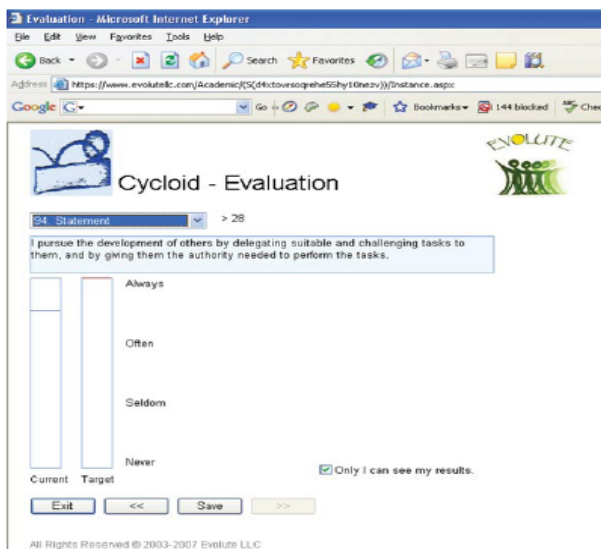 Evaluation - Microsoft Internet Explorer
File Edit View Favorites Tools Help
Back Search Favorites
Address https://www.evolutellc.com/Academic/(S(d4xtovrsoqrehe55hy10nezv))/Instance.aspx
Google G Go Bookmarks 144 blocked Chec
EVOLUTE
Cycloid - Evaluation
94. Statement > 28
I pursue the development of others by delegating suitable and challenging tasks to
them, and by giving them the authority needed to perform the tasks.
Always
Often
Seldom
Never
Only I can see my results.
Current Target
Exit << Save >>
All Rights Reserved © 2003-2007 Evolute LLC